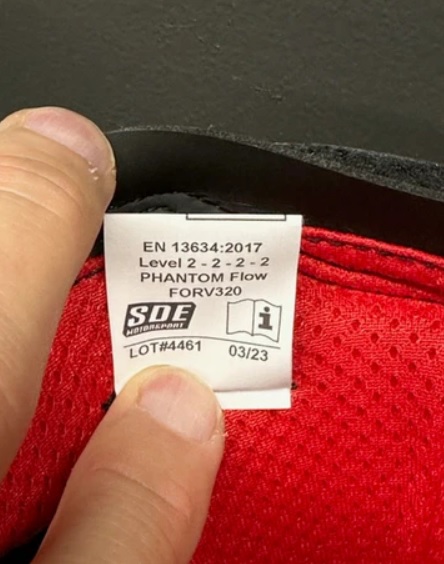 EN 13634:2017
Level 2 - 2 - 2 - 2
PHANTOM Flow
FORV320
SDE
MOTORSPORT
i
LOT#4461 03/23